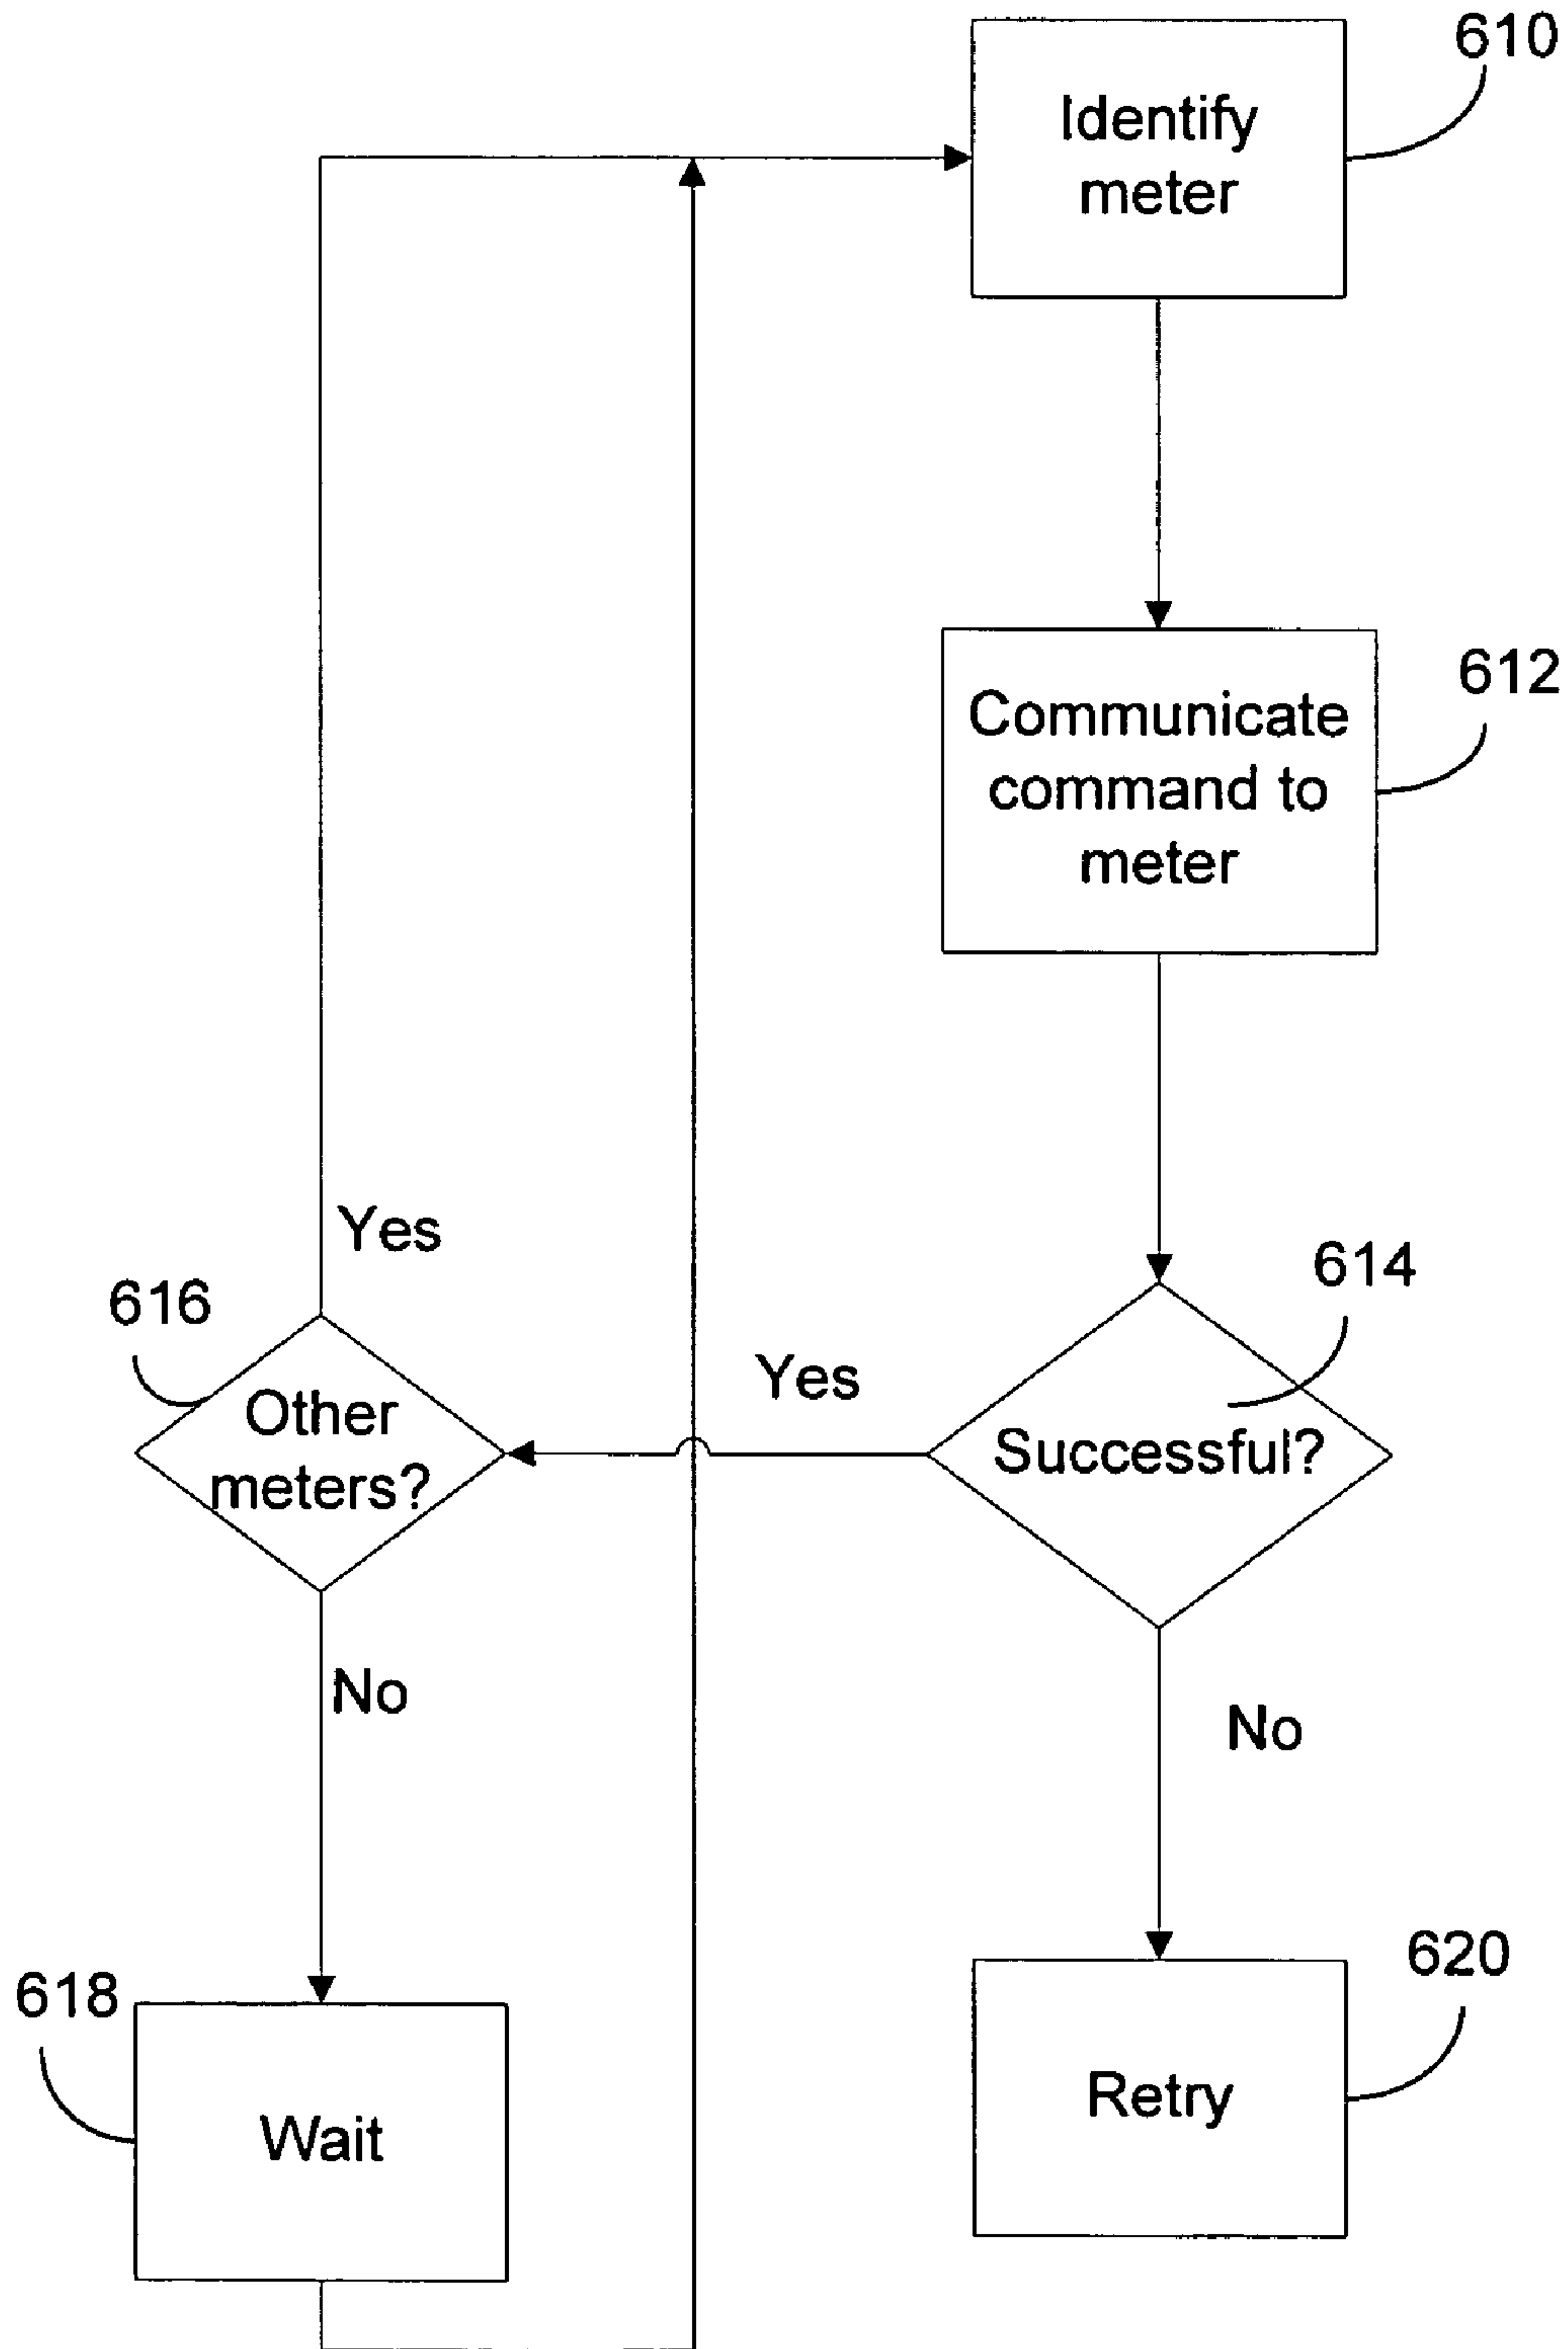 610
Identify
meter
612
Communicate
command to
meter
614
Successful?
Yes
No
616
Other
meters?
Yes
No
618
Wait
620
Retry